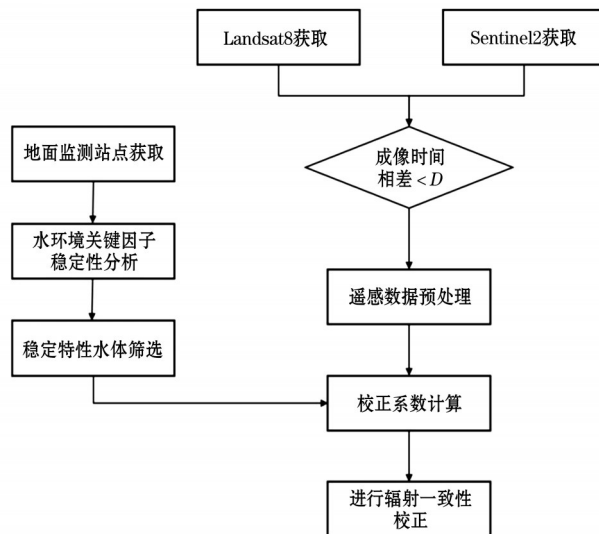 Landsat8获取
Sentinel2获取
地面监测站点获取
成像时间
相差<D
水环境关键因子
稳定性分析
遥感数据预处理
稳定特性水体筛选
校正系数计算
进行辐射一致性
校正